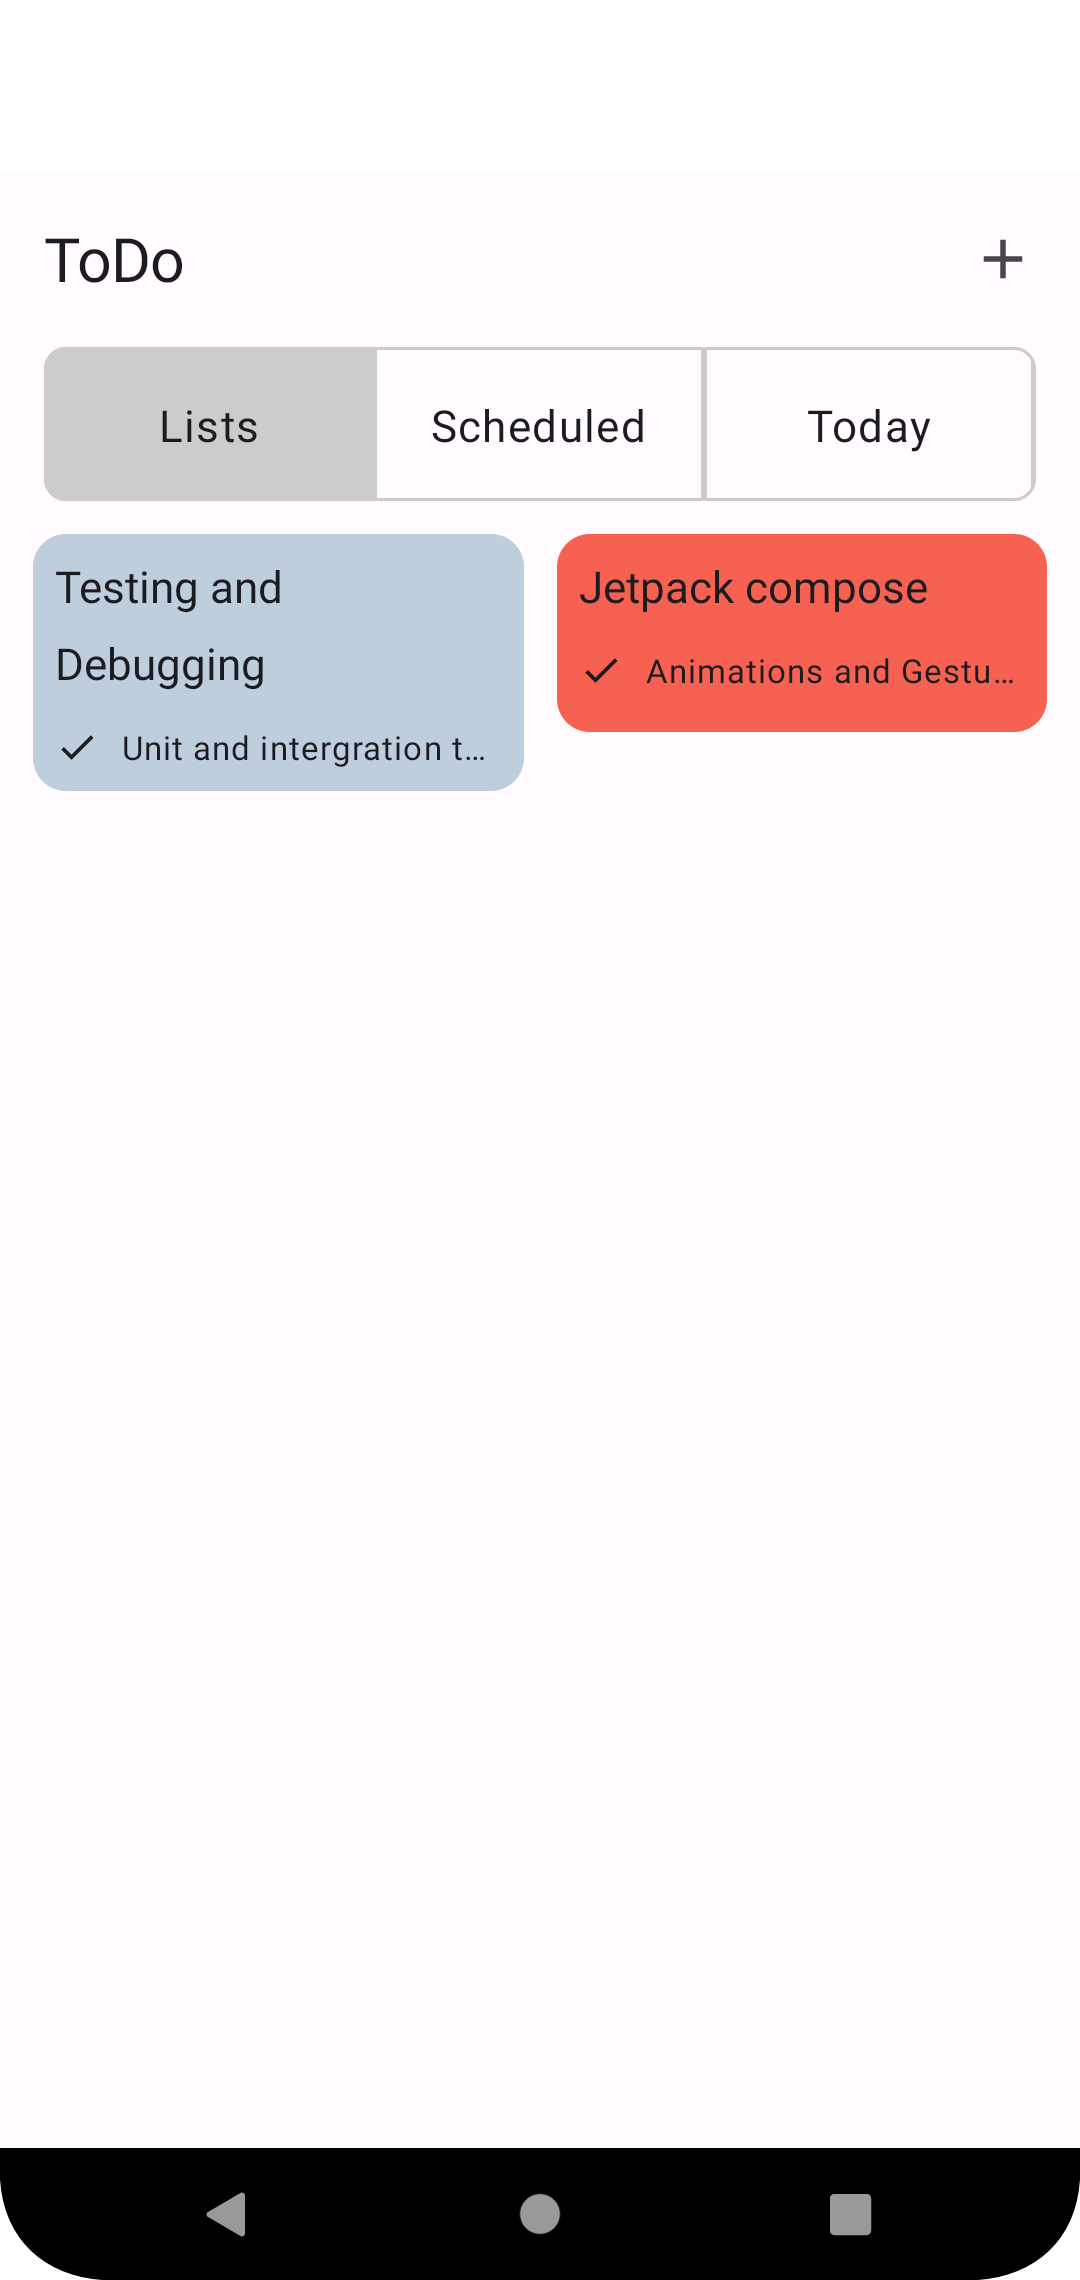 ToDo
Lists
Scheduled
Today
Testing and
Debugging
Unit and intergration t...
Jetpack compose
Animations and Gestu...